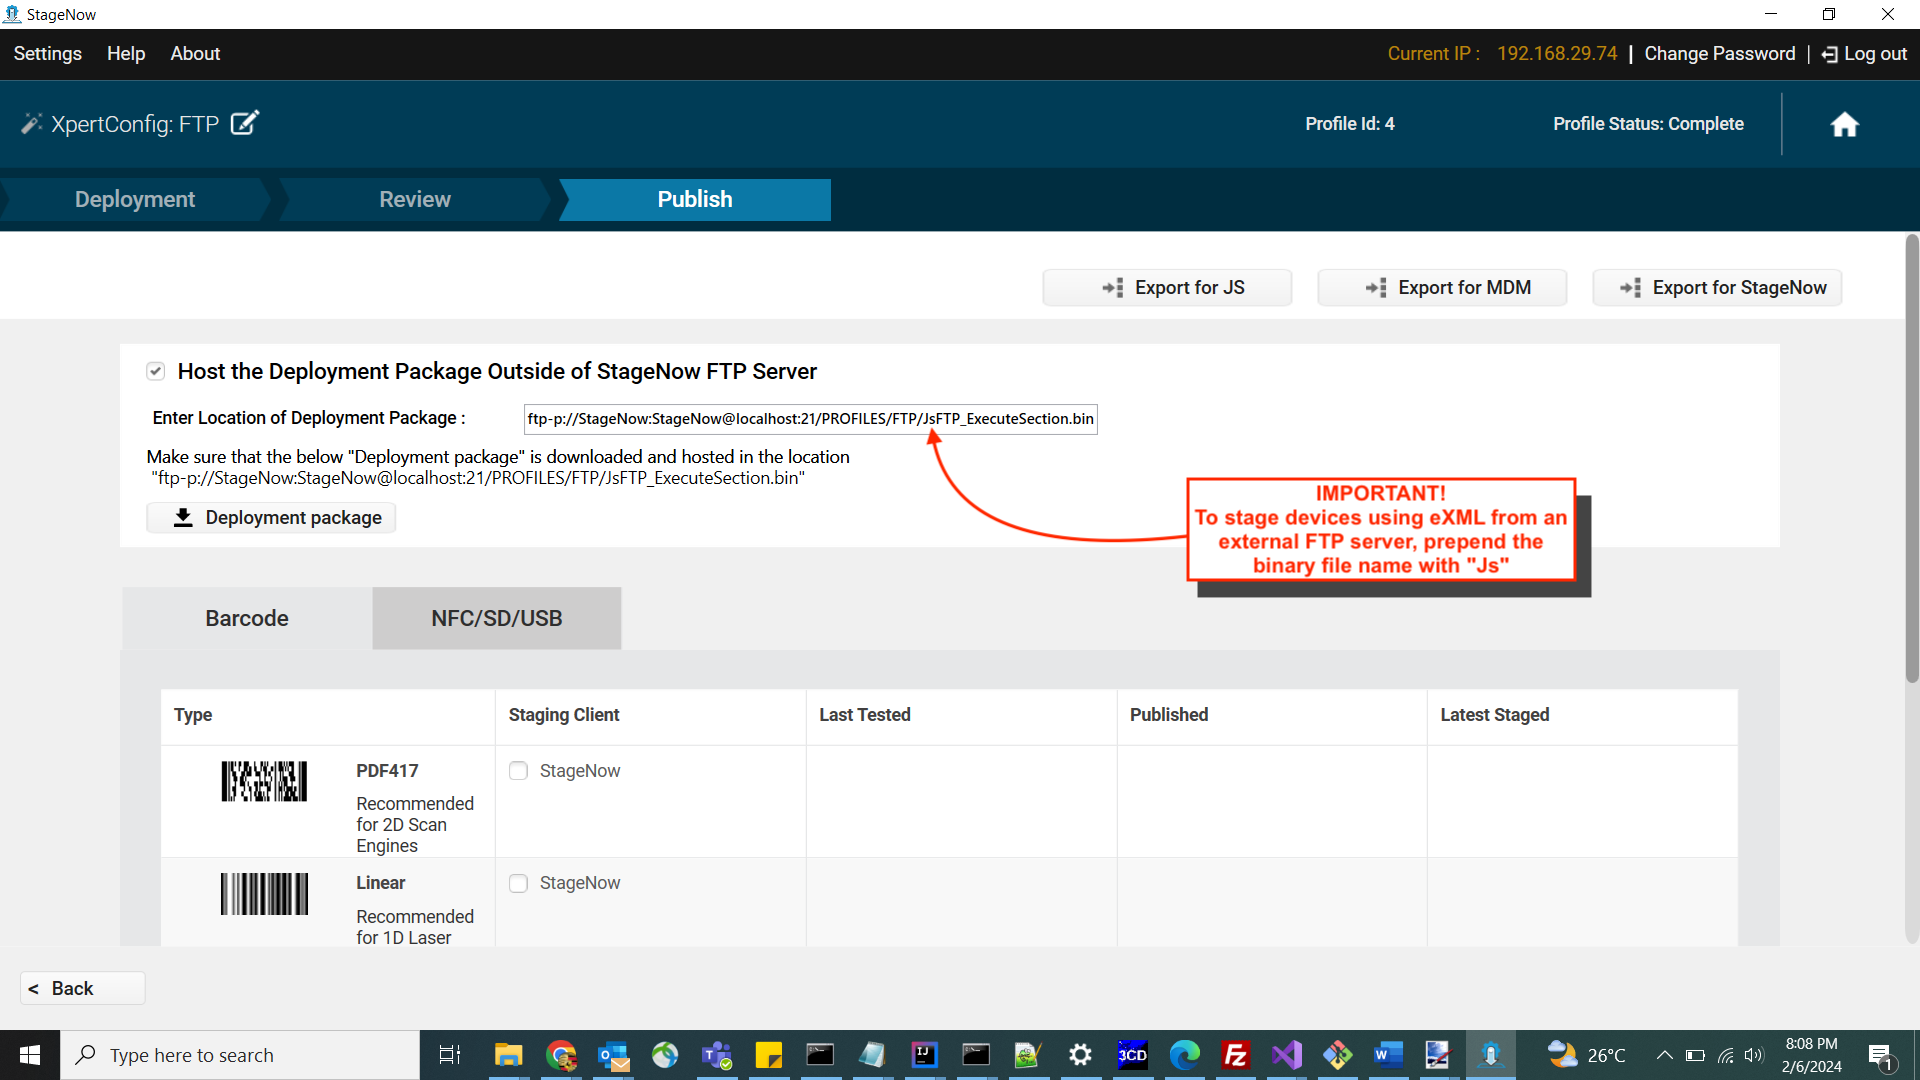 StageNow
Settings Help About
Current IP : 192.168.29.74 | Change Password | Log out
XpertConfig: FTP
Profile Id: 4
Profile Status: Complete
Deployment
Review
Publish
Export for JS
Export for MDM
Export for StageNow
Host the Deployment Package Outside of StageNow FTP Server
Enter Location of Deployment Package :
ftp-p://StageNow:StageNow@localhost:21/PROFILES/FTP/JsFTP_ExecuteSection.bin
Make sure that the below "Deployment package" is downloaded and hosted in the location
"ftp-p://StageNow:StageNow@localhost:21/PROFILES/FTP/JsFTP_ExecuteSection.bin"
Deployment package
IMPORTANT!
To stage devices using eXML from an
external FTP server, prepend the
binary file name with "Js"
Barcode
NFC/SD/USB
Type
Staging Client
Last Tested
Published
Latest Staged
PDF417
Recommended
for 2D Scan
Engines
StageNow
Linear
Recommended
for 1D Laser
StageNow
< Back
Type here to search
3CD
26°C
8:08 PM
2/6/2024
1